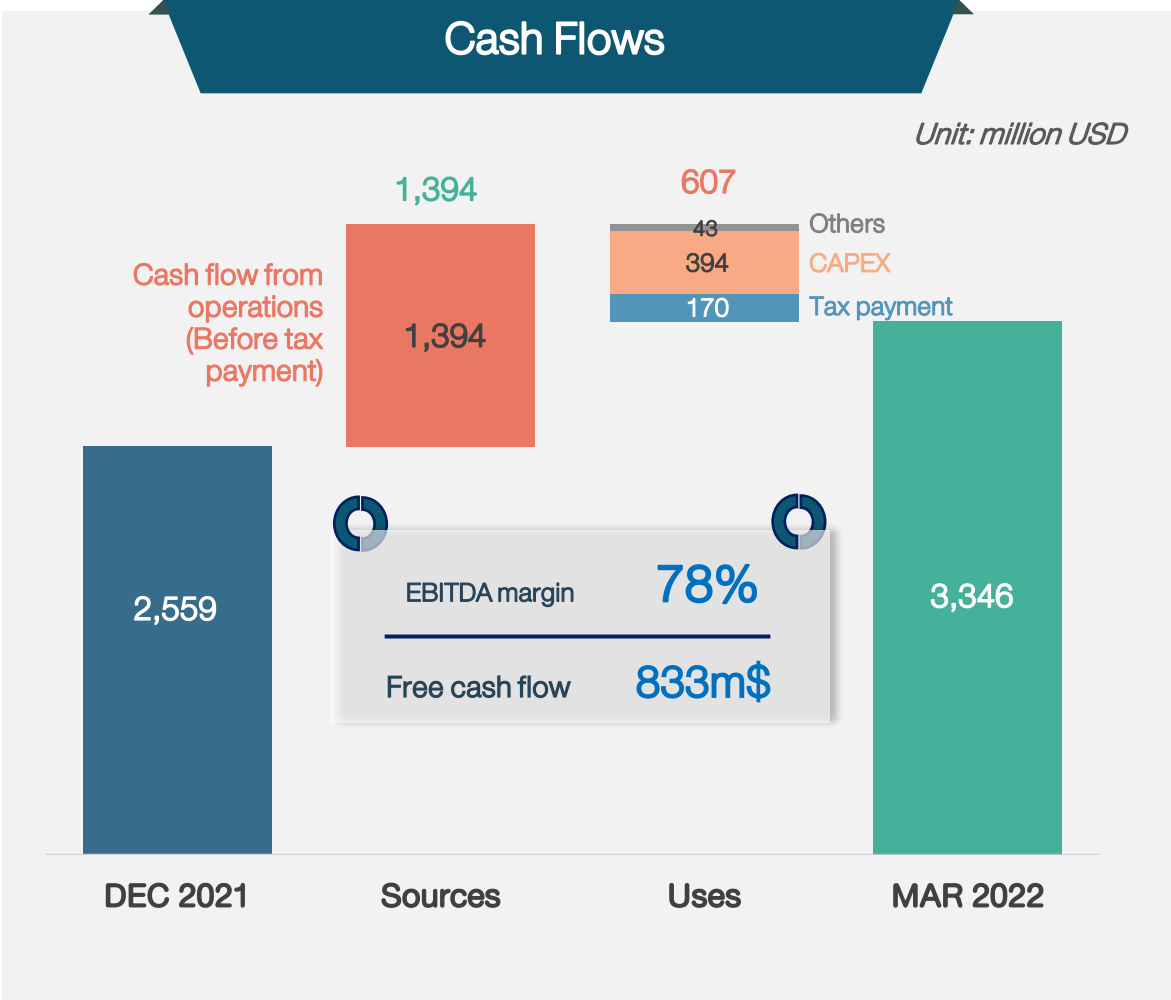 Cash Flows
Unit: million USD
1,394
607
Cash flow from
operations
(Before tax
payment)
1,394
43
Others
394
CAPEX
170
Tax payment
2,559
EBITDA margin
78%
Free cash flow
833m$
3,346
DEC 2021
Sources
Uses
MAR 2022